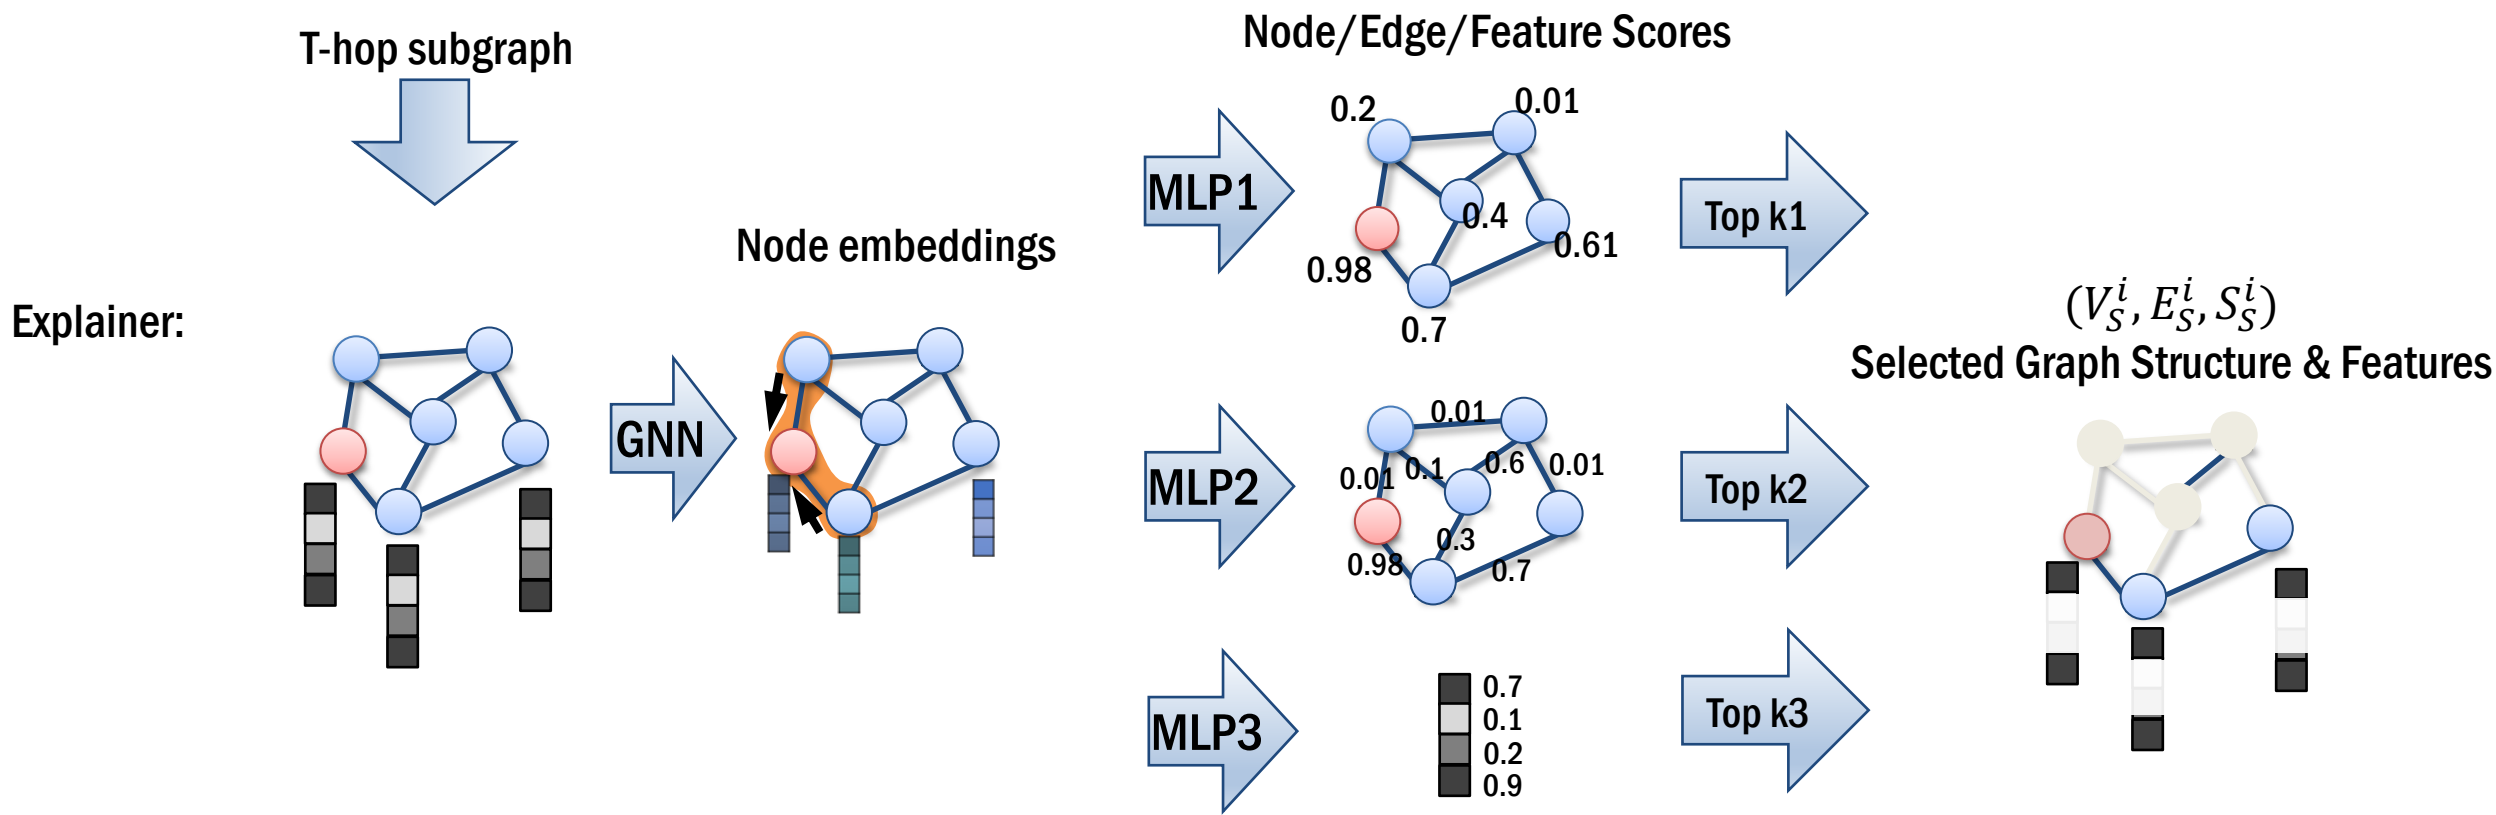 T-hop subgraph
Node/Edge/Feature Scores
Explainer:
GNN
Node embeddings
MLP1
0.2
0.01
0.4
0.61
0.98
0.7
Top k1
MLP2
0.01
0.01
0.1
0.6
0.01
0.3
0.98
0.7
Top k2
MLP3
0.7
0.1
0.2
0.9
Top k3
$(V_S^i, E_S^i, S_S^i)$
Selected Graph Structure & Features